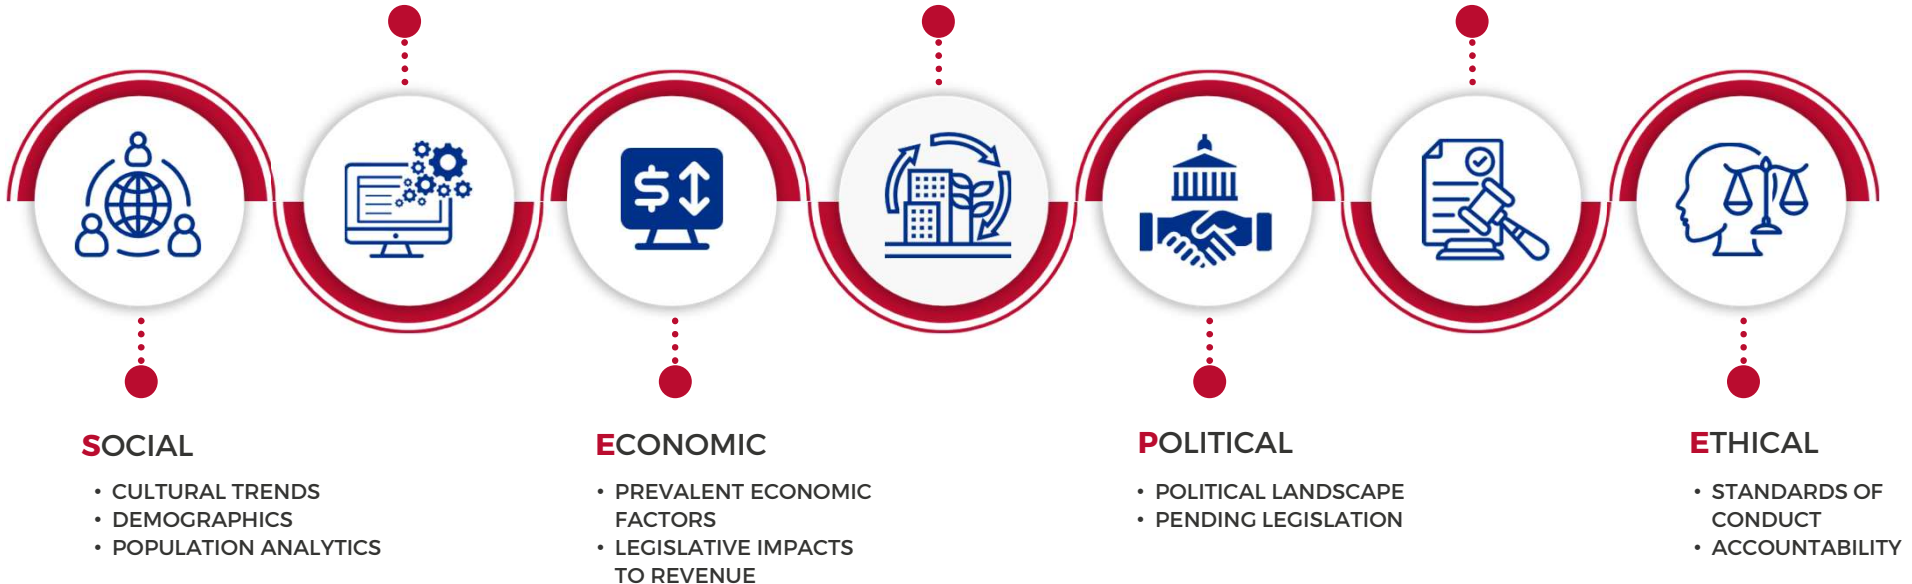 SOCIAL
• CULTURAL TRENDS
• DEMOGRAPHICS
• POPULATION ANALYTICS
ECONOMIC
• PREVALENT ECONOMIC
FACTORS
• LEGISLATIVE IMPACTS
TO REVENUE
POLITICAL
• POLITICAL LANDSCAPE
• PENDING LEGISLATION
ETHICAL
• STANDARDS OF
CONDUCT
• ACCOUNTABILITY